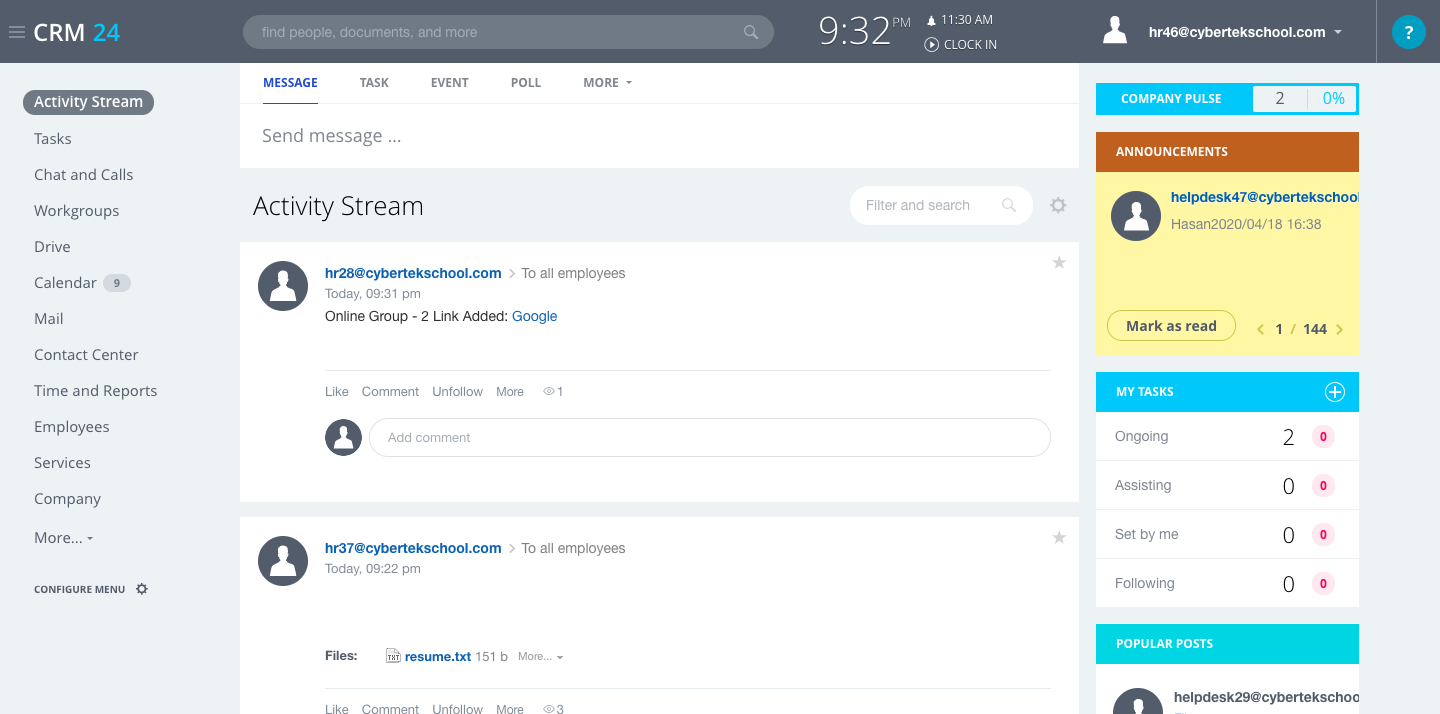 CRM 24
find people, documents, and more
9:32 PM
11:30 AM
CLOCK IN
hr46@cybertekschool.com
?
Activity Stream
Tasks
Chat and Calls
Workgroups
Drive
Calendar 9
Mail
Contact Center
Time and Reports
Employees
Services
Company
More...
CONFIGURE MENU
MESSAGE TASK EVENT POLL MORE
Send message ...
Activity Stream
Filter and search
hr28@cybertekschool.com > To all employees
Today, 09:31 pm
Online Group - 2 Link Added: Google
Like Comment Unfollow More 1
Add comment
hr37@cybertekschool.com > To all employees
Today, 09:22 pm
Files: TXT resume.txt 151 b More...
Like Comment Unfollow More 3
COMPANY PULSE 2 0%
ANNOUNCEMENTS
helpdesk47@cybertekschool
Hasan2020/04/18 16:38
Mark as read < 1 / 144 >
MY TASKS
Ongoing 2 0
Assisting 0 0
Set by me 0 0
Following 0 0
POPULAR POSTS
helpdesk29@cybertekschoo